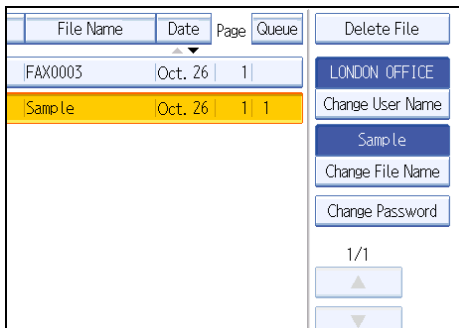 File Name Date Page Queue Delete File
FAX0003 Oct. 26 1 LONDON OFFICE
Sample Oct. 26 1 1 Change User Name
Sample
Change File Name
Change Password
1/1